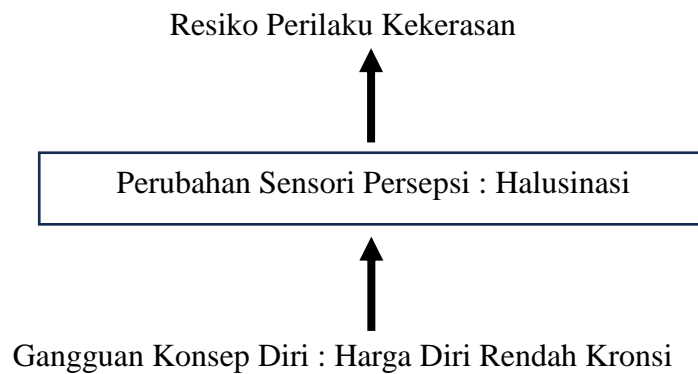 Resiko Perilaku Kekerasan
Perubahan Sensori Persepsi : Halusinasi
Gangguan Konsep Diri : Harga Diri Rendah Kronsi